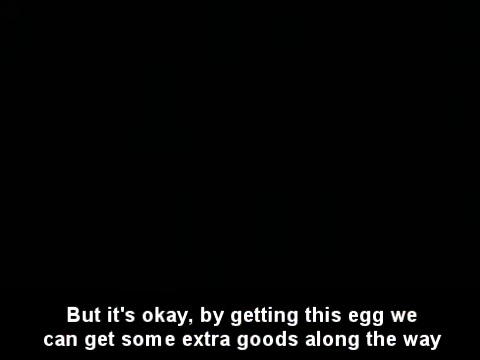 But it's okay, by getting this egg we
can get some extra goods along the way